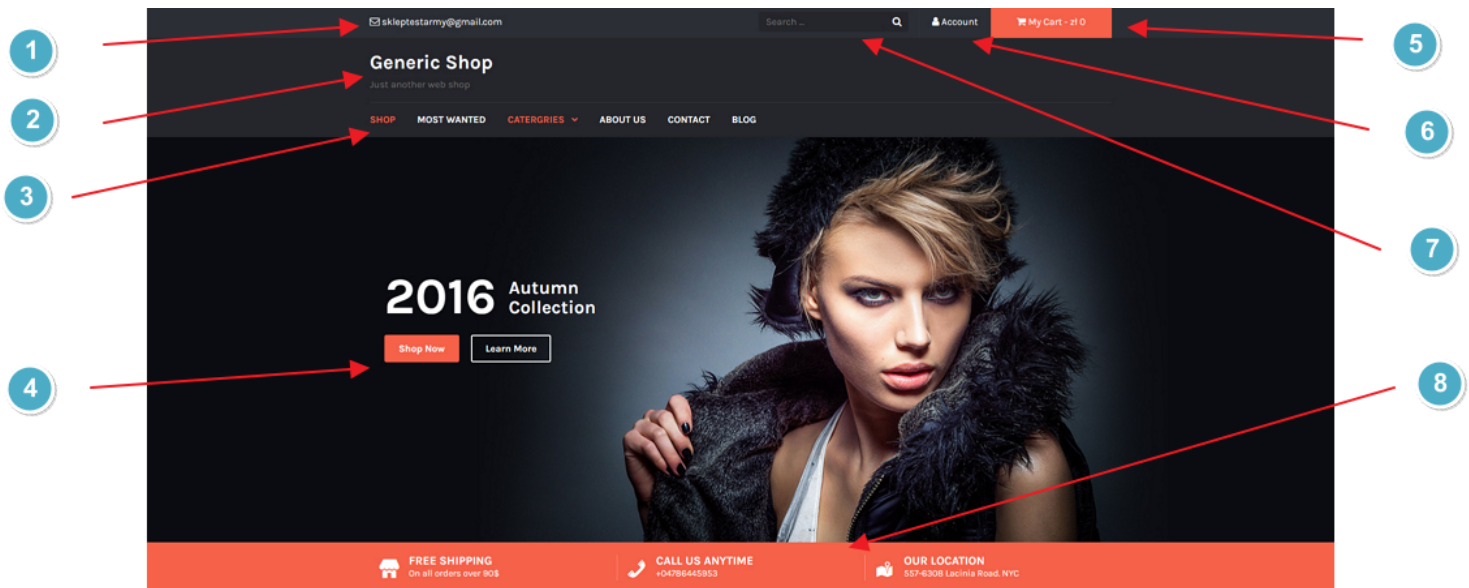 1
skleptestarmy@gmail.com
Search ...
Account
My Cart - zł 0
5
Generic Shop
Just another web shop
2
6
SHOP MOST WANTED CATERGRIES ABOUT US CONTACT BLOG
3
7
2016 Autumn
Collection
Shop Now Learn More
4
8
FREE SHIPPING
On all orders over 90$
CALL US ANYTIME
+04786445953
OUR LOCATION
557-6308 Lacinia Road. NYC